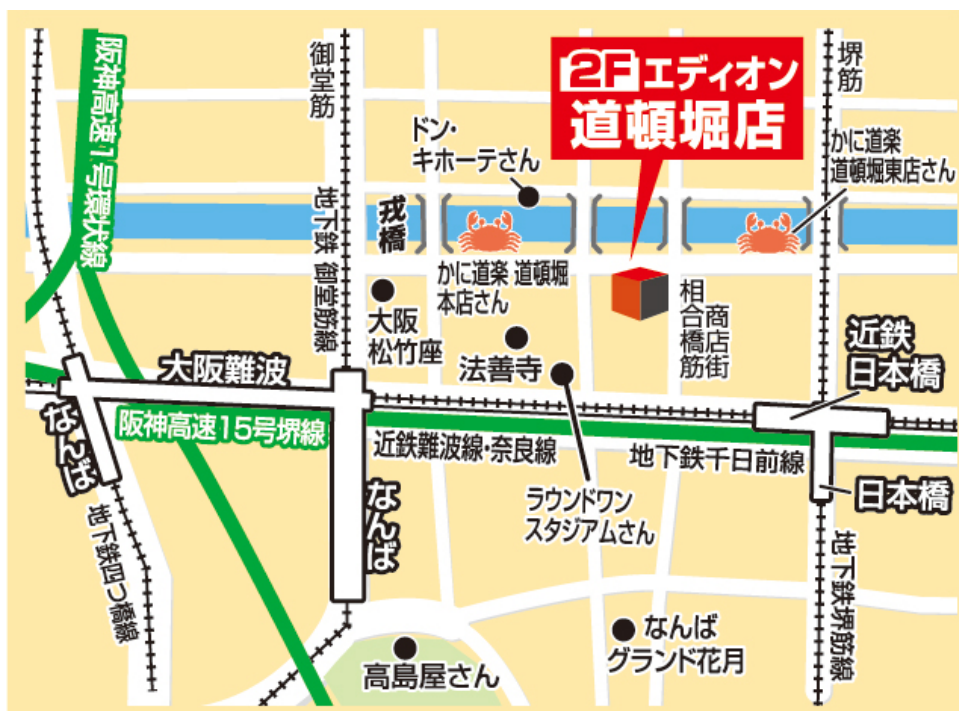 阪神高速1号環状線
御堂筋
2Fエディオン
道頓堀店
堺筋
ドン・
キホーテさん
かに道楽
道頓堀東店さん
地下鉄 御堂筋線
戎橋
かに道楽 道頓堀
本店さん
大阪
松竹座
法善寺
相合橋筋
商店街
近鉄
日本橋
大阪難波
なんば
阪神高速15号堺線
近鉄難波線・奈良線
地下鉄千日前線
なんば
ラウンドワン
スタジアムさん
日本橋
地下鉄四つ橋線
地下鉄堺筋線
高島屋さん
なんば
グランド花月